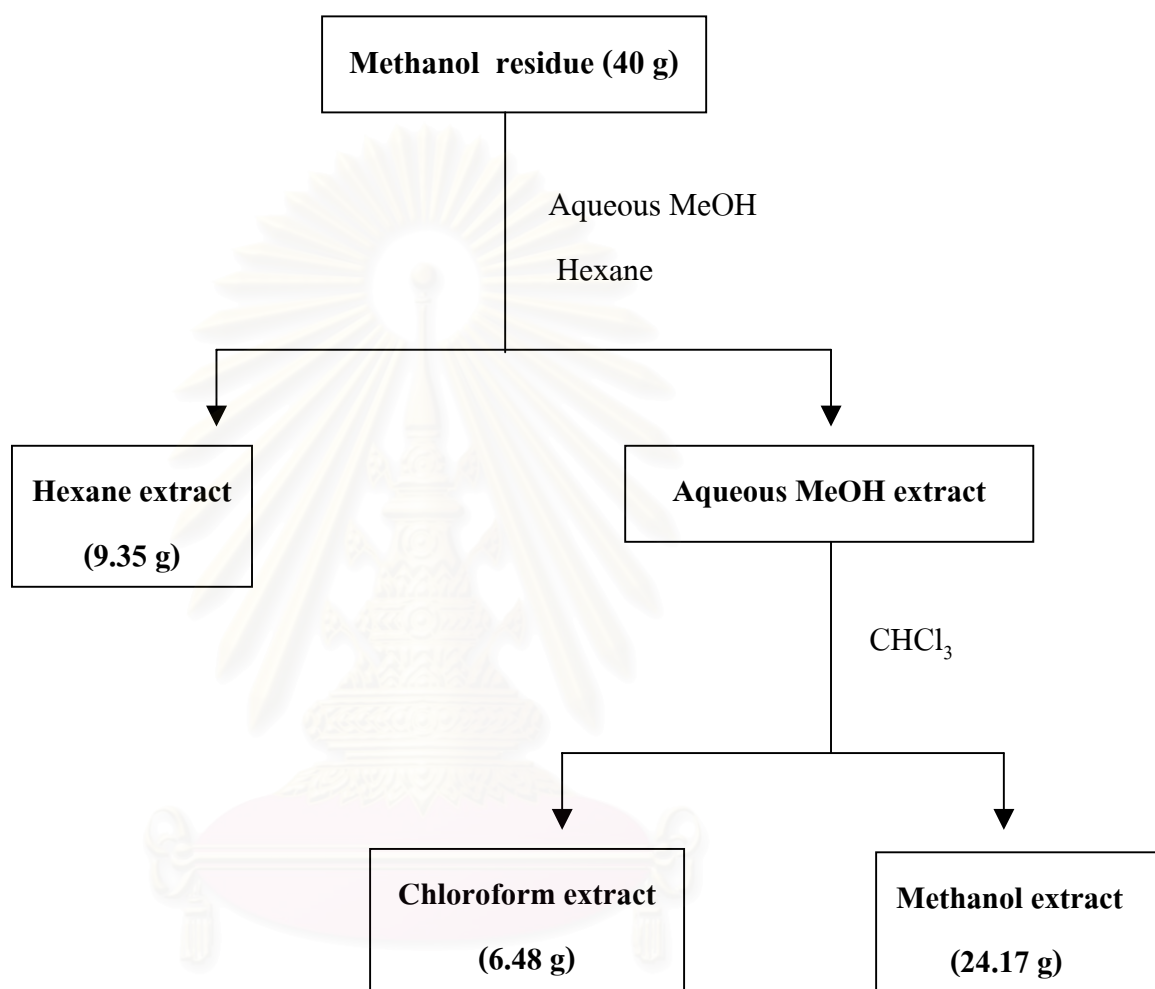 Methanol residue (40 g)
Aqueous MeOH
Hexane
Hexane extract
(9.35 g)
Aqueous MeOH extract
CHCl₃
Chloroform extract
(6.48 g)
Methanol extract
(24.17 g)